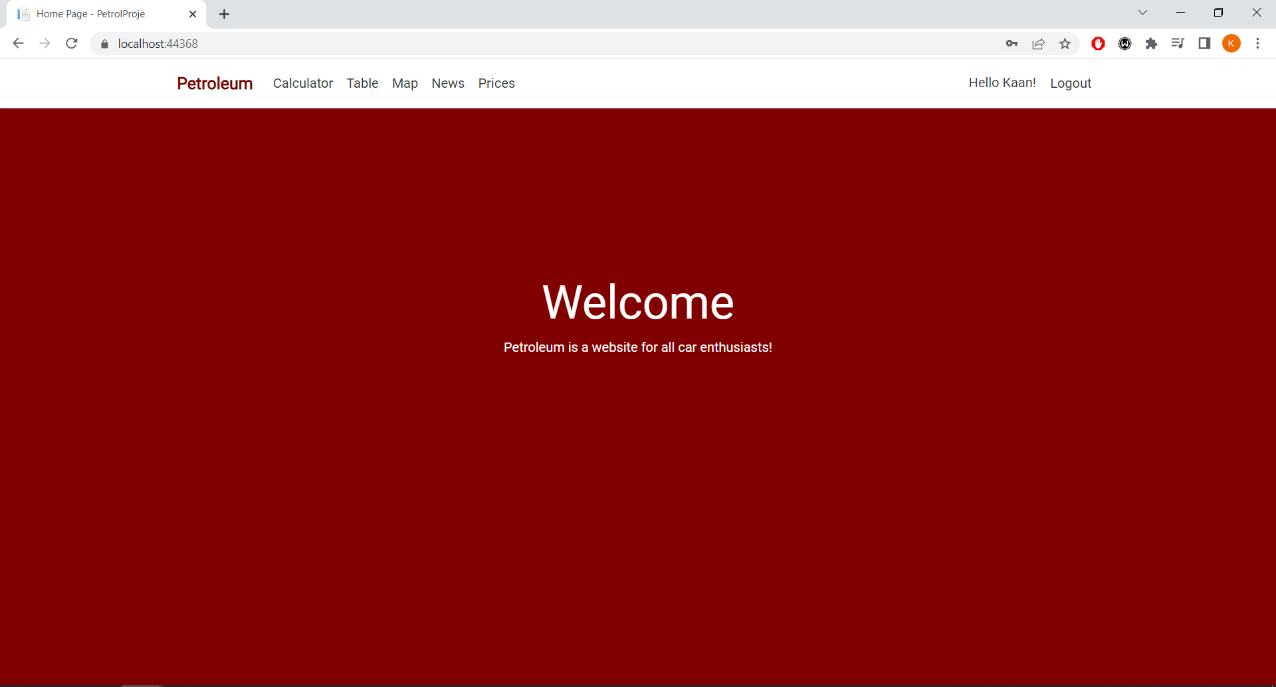 Home Page - PetrolProje
localhost:44368
K
Petroleum Calculator Table Map News Prices Hello Kaan! Logout
Welcome
Petroleum is a website for all car enthusiasts!